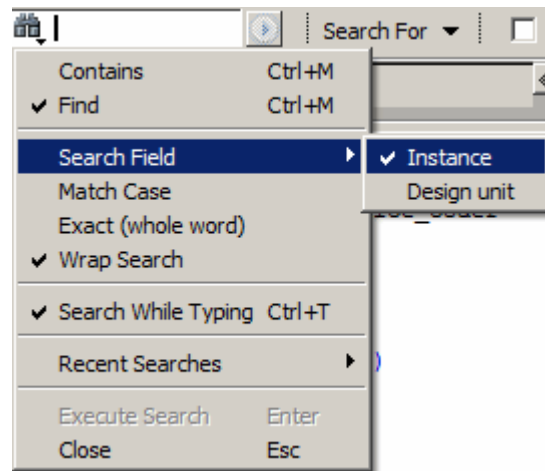 Search For
Contains Ctrl+M
Find Ctrl+M
Search Field
Instance
Match Case
Design unit
Exact (whole word)
Wrap Search
Search While Typing Ctrl+T
Recent Searches
)
Execute Search Enter
Close Esc